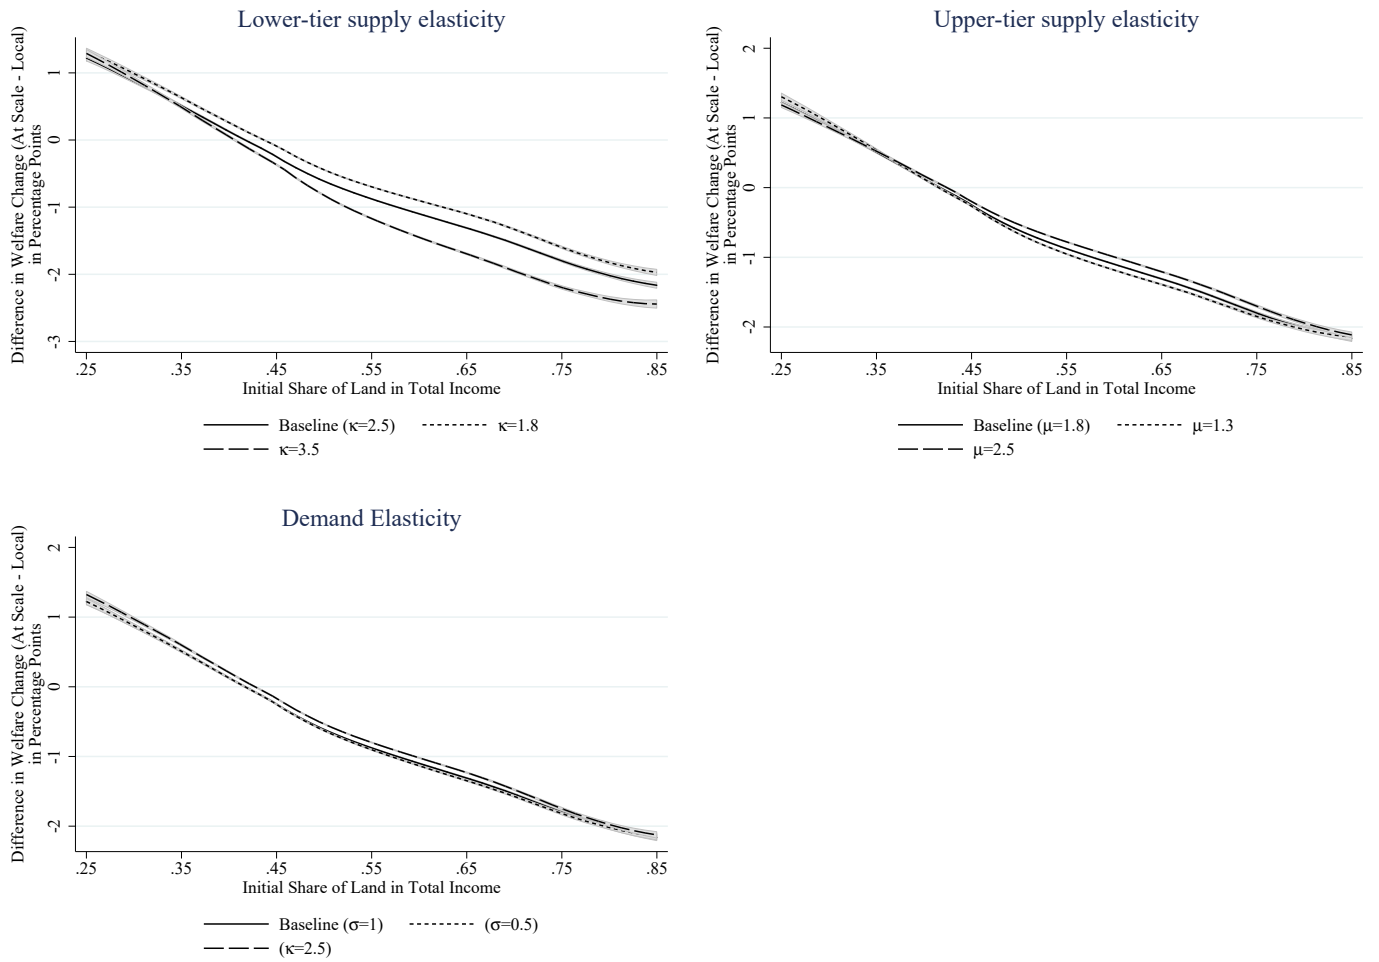 Lower-tier supply elasticity
Difference in Welfare Change (At Scale - Local)
in Percentage Points
1
0
-1
-2
-3
.25 .35 .45 .55 .65 .75 .85
Initial Share of Land in Total Income
Baseline (κ=2.5) κ=1.8
κ=3.5
Upper-tier supply elasticity
Difference in Welfare Change (At Scale - Local)
in Percentage Points
2
1
0
-1
-2
.25 .35 .45 .55 .65 .75 .85
Initial Share of Land in Total Income
Baseline (μ=1.8) μ=1.3
μ=2.5
Demand Elasticity
Difference in Welfare Change (At Scale - Local)
in Percentage Points
2
1
0
-1
-2
.25 .35 .45 .55 .65 .75 .85
Initial Share of Land in Total Income
Baseline (σ=1) (σ=0.5)
(κ=2.5)